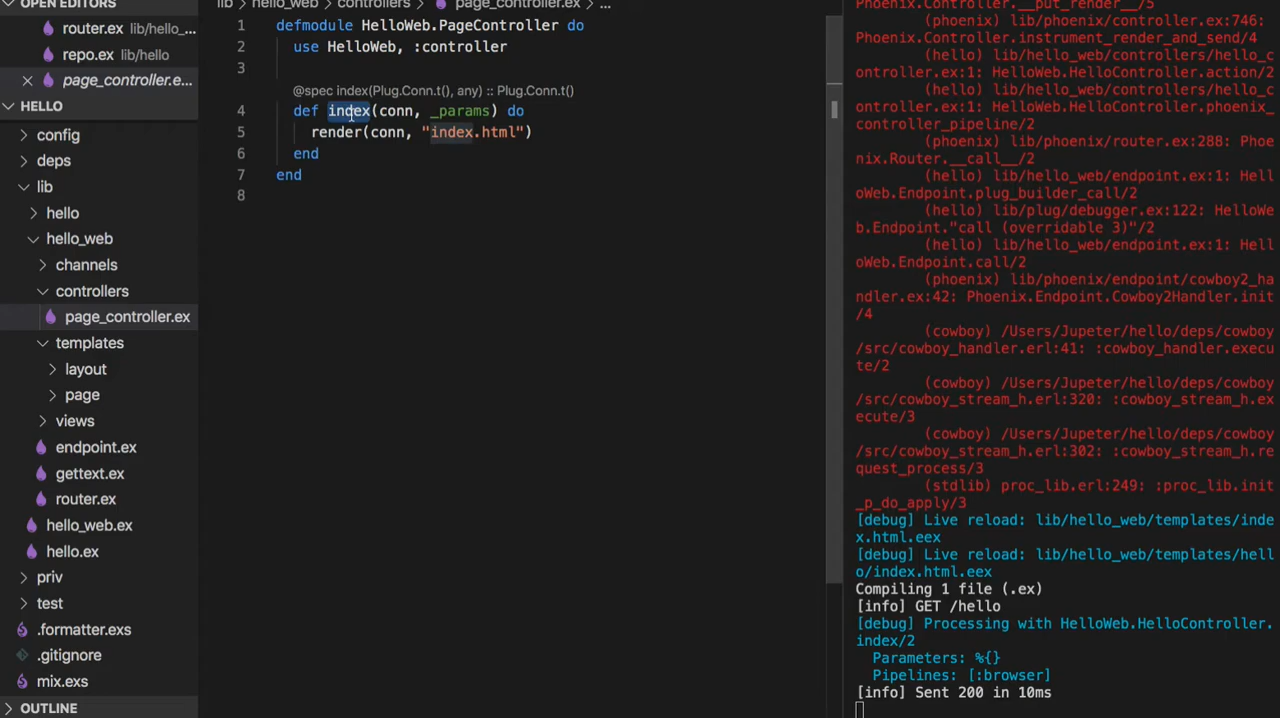 OPEN EDITORS
router.ex lib/hello_...
repo.ex lib/hello
page_controller.e...
HELLO
config
deps
lib
hello
hello_web
channels
controllers
page_controller.ex
templates
layout
page
views
endpoint.ex
gettext.ex
router.ex
hello_web.ex
hello.ex
priv
test
.formatter.exs
.gitignore
mix.exs
OUTLINE
lib > hello_web > controllers > page_controller.ex > ...
1 defmodule HelloWeb.PageController do
2 use HelloWeb, :controller
3
@spec index(Plug.Conn.t(), any) :: Plug.Conn.t()
4 def index(conn, _params) do
5 render(conn, "index.html")
6 end
7 end
8
Phoenix.Controller.__put_render__/5
(phoenix) lib/phoenix/controller.ex:746:
Phoenix.Controller.instrument_render_and_send/4
(hello) lib/hello_web/controllers/hello_c
ontroller.ex:1: HelloWeb.HelloController.action/2
(hello) lib/hello_web/controllers/hello_c
ontroller.ex:1: HelloWeb.HelloController.phoenix_
controller_pipeline/2
(phoenix) lib/phoenix/router.ex:288: Phoe
nix.Router.__call__/2
(hello) lib/hello_web/endpoint.ex:1: Hell
oWeb.Endpoint.plug_builder_call/2
(hello) lib/plug/debugger.ex:122: HelloWe
b.Endpoint."call (overridable 3)"/2
(hello) lib/hello_web/endpoint.ex:1: Hell
oWeb.Endpoint.call/2
(phoenix) lib/phoenix/endpoint/cowboy2_ha
ndler.ex:42: Phoenix.Endpoint.Cowboy2Handler.init
/4
(cowboy) /Users/Jupeter/hello/deps/cowboy
/src/cowboy_handler.erl:41: :cowboy_handler.execu
te/2
(cowboy) /Users/Jupeter/hello/deps/cowboy
/src/cowboy_stream_h.erl:320: :cowboy_stream_h.ex
ecute/3
(cowboy) /Users/Jupeter/hello/deps/cowboy
/src/cowboy_stream_h.erl:302: :cowboy_stream_h.re
quest_process/3
(stdlib) proc_lib.erl:249: :proc_lib.init
_p_do_apply/3
[debug] Live reload: lib/hello_web/templates/inde
x.html.eex
[debug] Live reload: lib/hello_web/templates/hell
o/index.html.eex
Compiling 1 file (.ex)
[info] GET /hello
[debug] Processing with HelloWeb.HelloController.
index/2
Parameters: %{}
Pipelines: [:browser]
[info] Sent 200 in 10ms